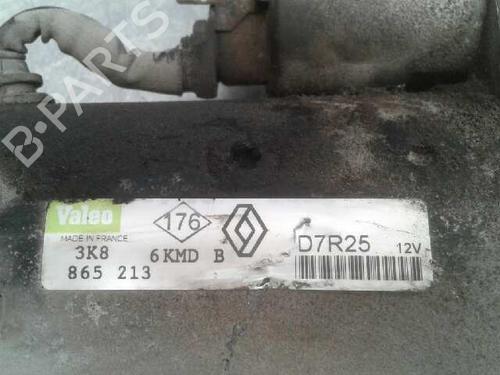 B-PARTS
Valeo
MADE IN FRANCE
176
D7R25
12V
3K8
6KMD B
865 213